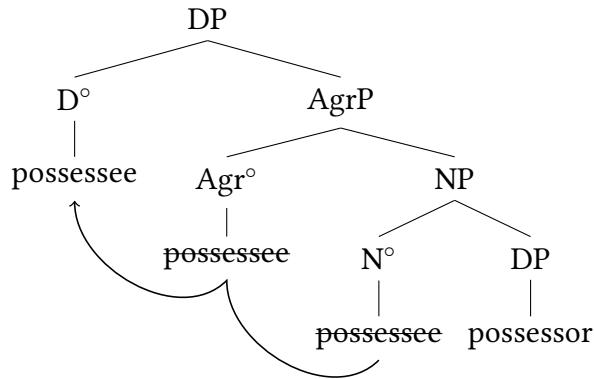 DP
D° AgrP
possessee Agr° NP
possessee N° DP
possessee possessor